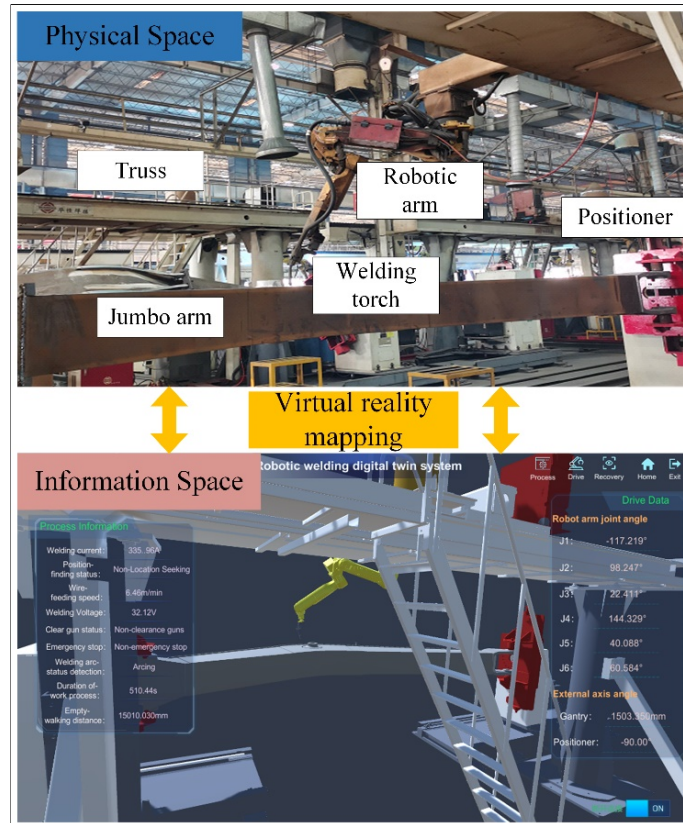 Physical Space
Truss
Robotic
arm
Positioner
Welding
torch
Jumbo arm
Virtual reality
mapping
Information Space
Robotic welding digital twin system
Process
Drive
Recovery
Home
Exit
Process Information
Welding current:
335.96A
Position-
finding status:
Non-Location Seeking
Wire-
feeding speed:
6.46m/min
Welding Voltage:
32.12V
Clear gun status:
Non-clearance guns
Emergency stop:
Non-emergency stop
Welding arc-
status detection:
Arcing
Duration of-
work process:
510.44s
Empty-
walking distance:
15010.030mm
Drive Data
Robot arm joint angle
J1: -117.219°
J2: 98.247°
J3: 22.411°
J4: 144.329°
J5: 40.088°
J6: 60.584°
External axis angle
Gantry: .1503.350mm
Positioner: -90.00°
ON